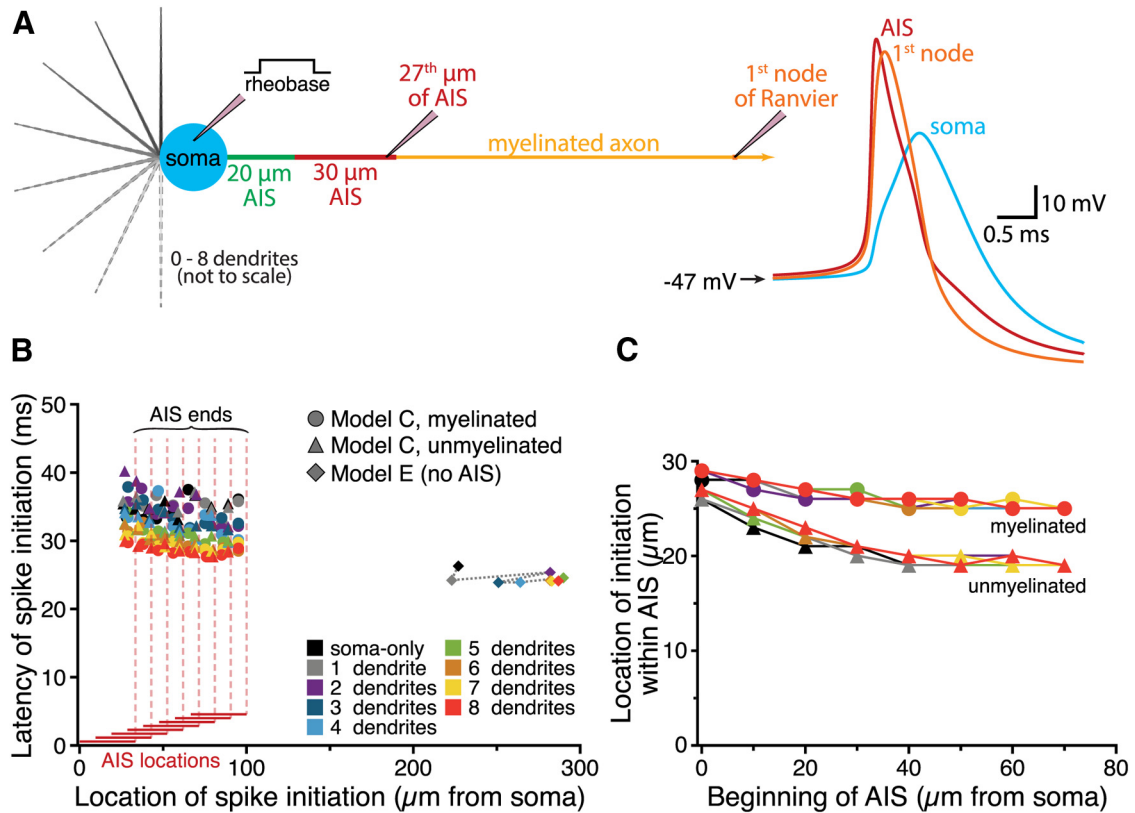 A
rheobase
soma
20 μm
AIS
30 μm
AIS
27th μm
of AIS
myelinated axon
1st node
of Ranvier
0 - 8 dendrites
(not to scale)
AIS
1st node
soma
10 mV
0.5 ms
-47 mV
B
Latency of spike initiation (ms)
50
40
30
20
10
0
AIS ends
Model C, myelinated
Model C, unmyelinated
Model E (no AIS)
soma-only
1 dendrite
2 dendrites
3 dendrites
4 dendrites
5 dendrites
6 dendrites
7 dendrites
8 dendrites
AIS locations
0 100 200 300
Location of spike initiation (μm from soma)
C
Location of initiation
within AIS (μm)
30
20
10
0
myelinated
unmyelinated
0 20 40 60 80
Beginning of AIS (μm from soma)